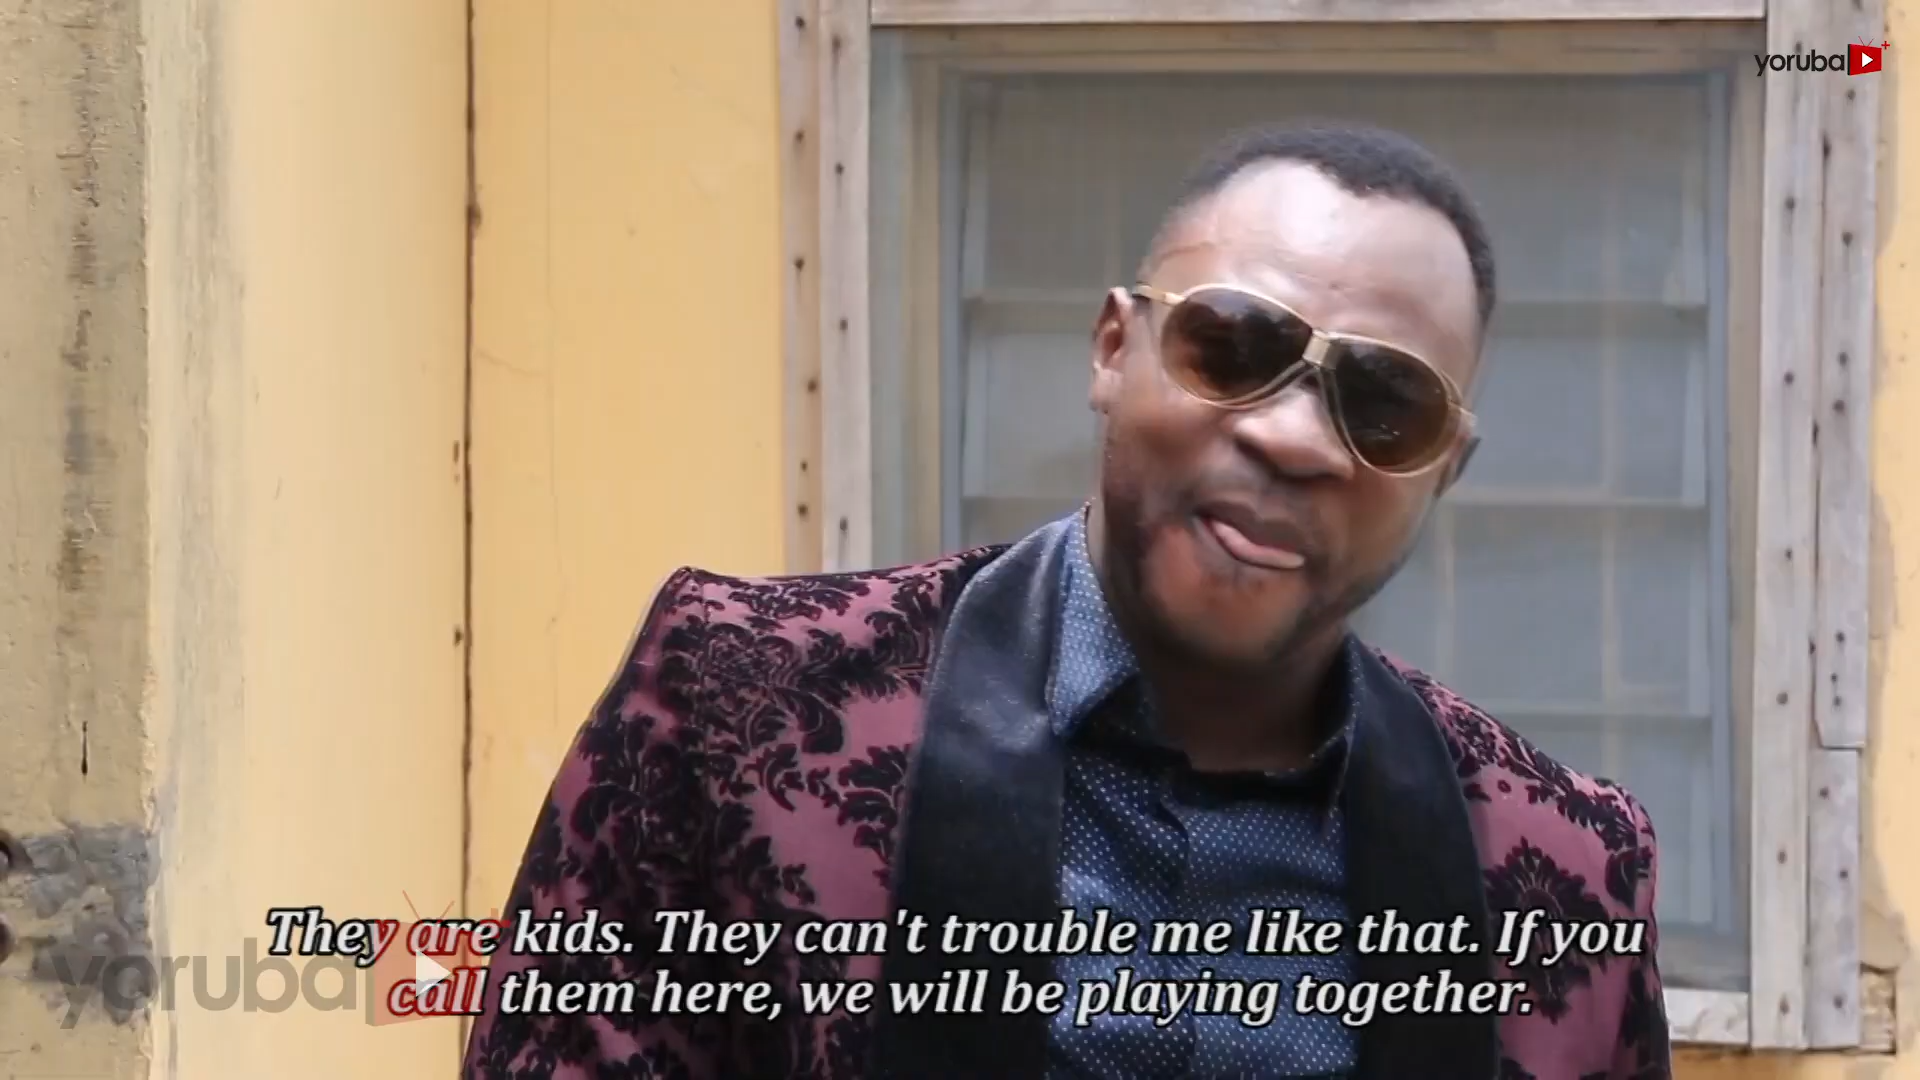 yoruba
They are kids. They can't trouble me like that. If you
call them here, we will be playing together.
yoruba